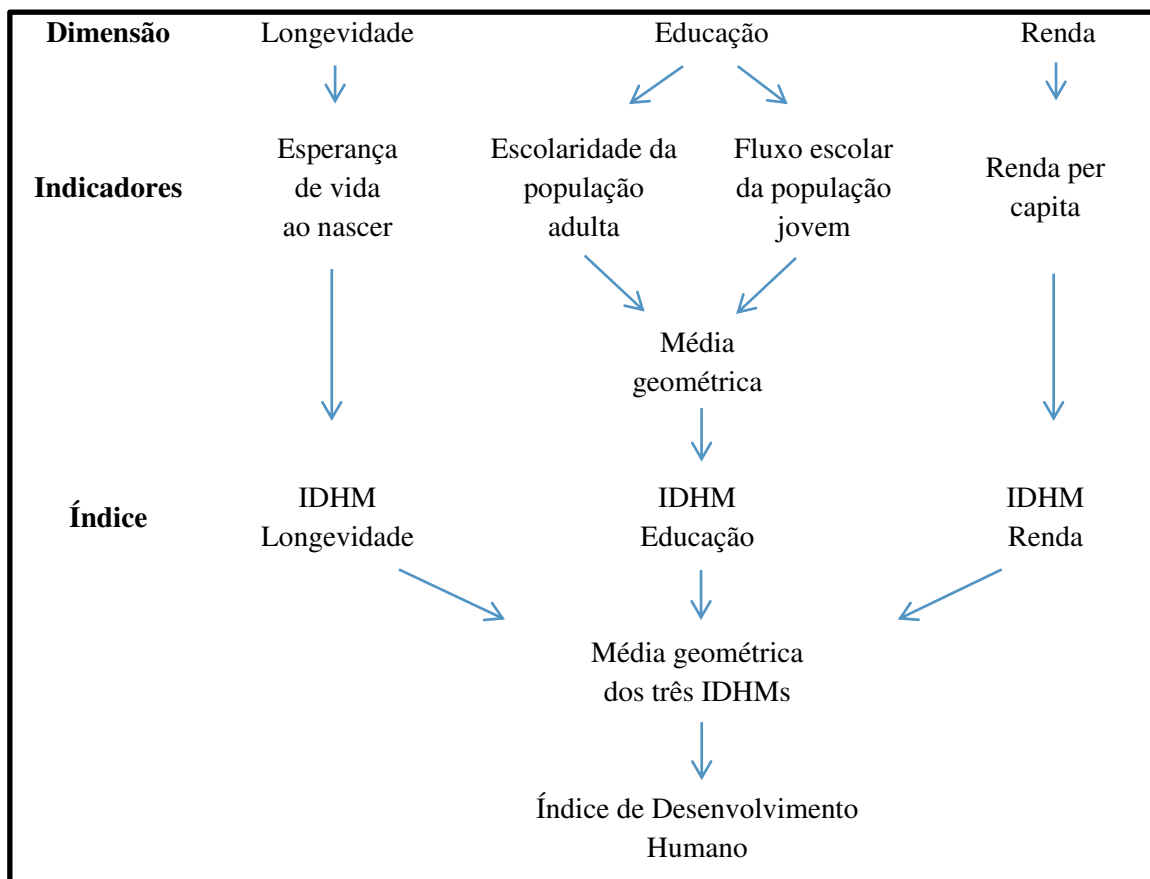 Dimensão Longevidade Educação Renda
Indicadores
Esperança
de vida
ao nascer
Escolaridade da
população
adulta
Fluxo escolar
da população
jovem
Renda per
capita
Média
geométrica
Índice
IDHM
Longevidade
IDHM
Educação
IDHM
Renda
Média geométrica
dos três IDHMs
Índice de Desenvolvimento
Humano